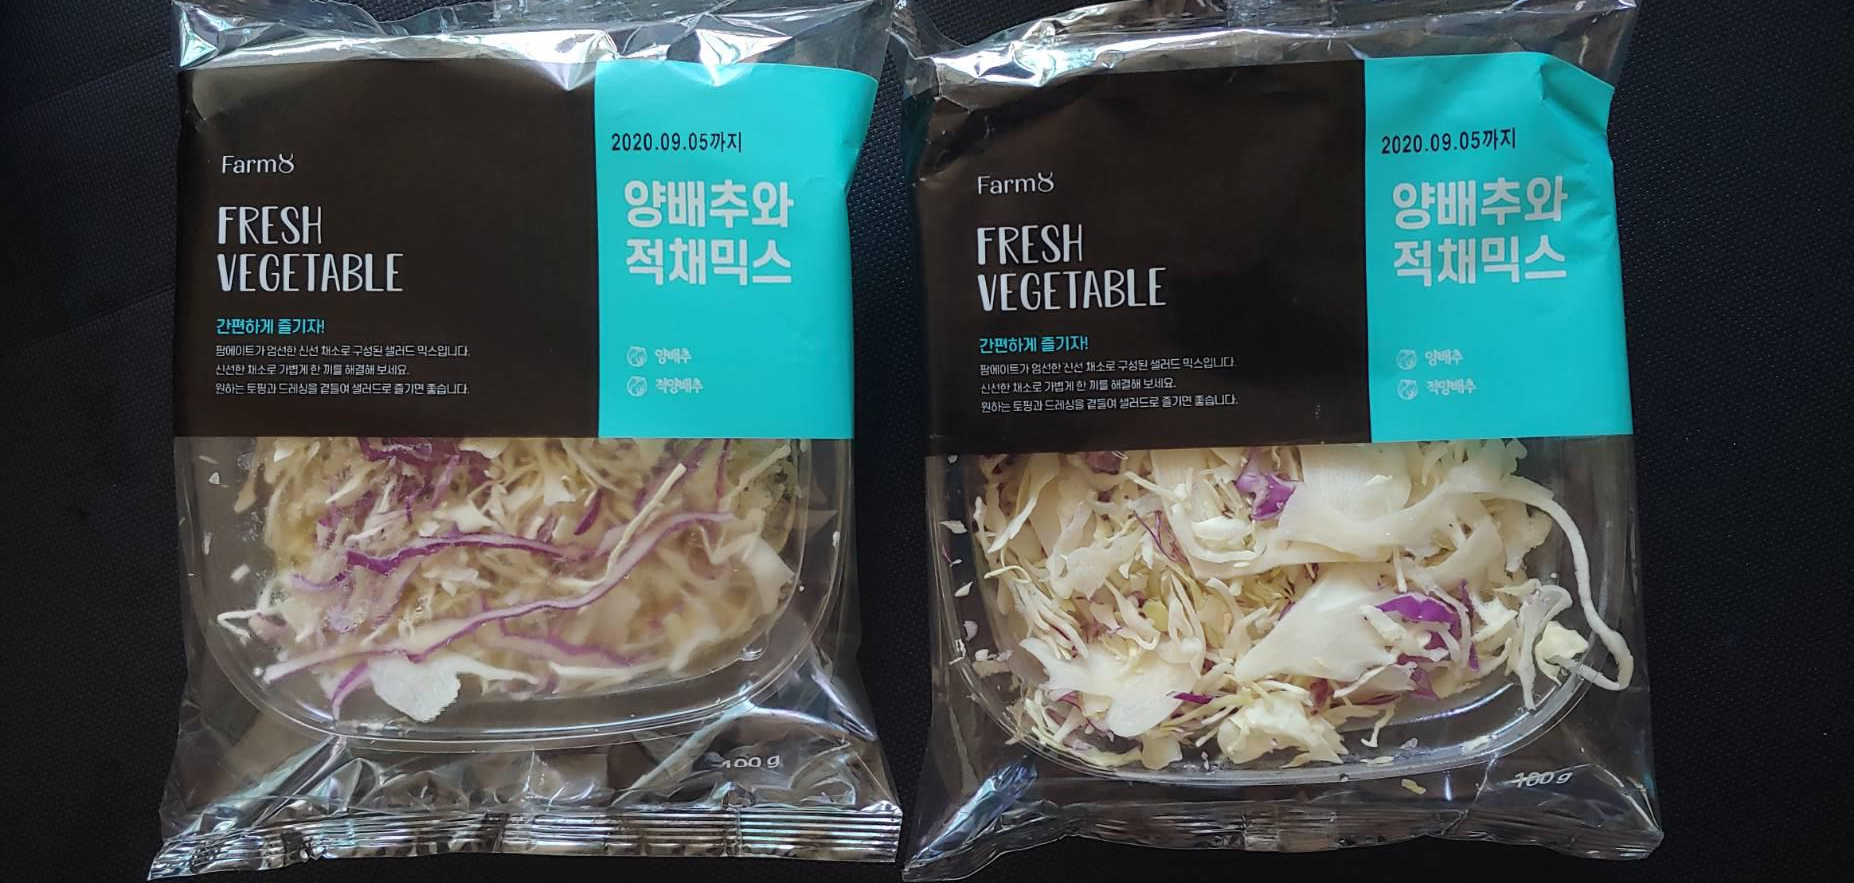 Farm8
FRESH
VEGETABLE
간편하게 즐기자!
팜에이트가 엄선한 신선 채소로 구성된 샐러드 믹스입니다.
신선한 채소로 가볍게 한 끼를 해결해 보세요.
원하는 토핑과 드레싱을 곁들여 샐러드로 즐기면 좋습니다.
2020.09.05까지
양배추와
적채믹스
양배추
적양배추
100 g
Farm8
FRESH
VEGETABLE
간편하게 즐기자!
팜에이트가 엄선한 신선 채소로 구성된 샐러드 믹스입니다.
신선한 채소로 가볍게 한 끼를 해결해 보세요.
원하는 토핑과 드레싱을 곁들여 샐러드로 즐기면 좋습니다.
2020.09.05까지
양배추와
적채믹스
양배추
적양배추
100 g